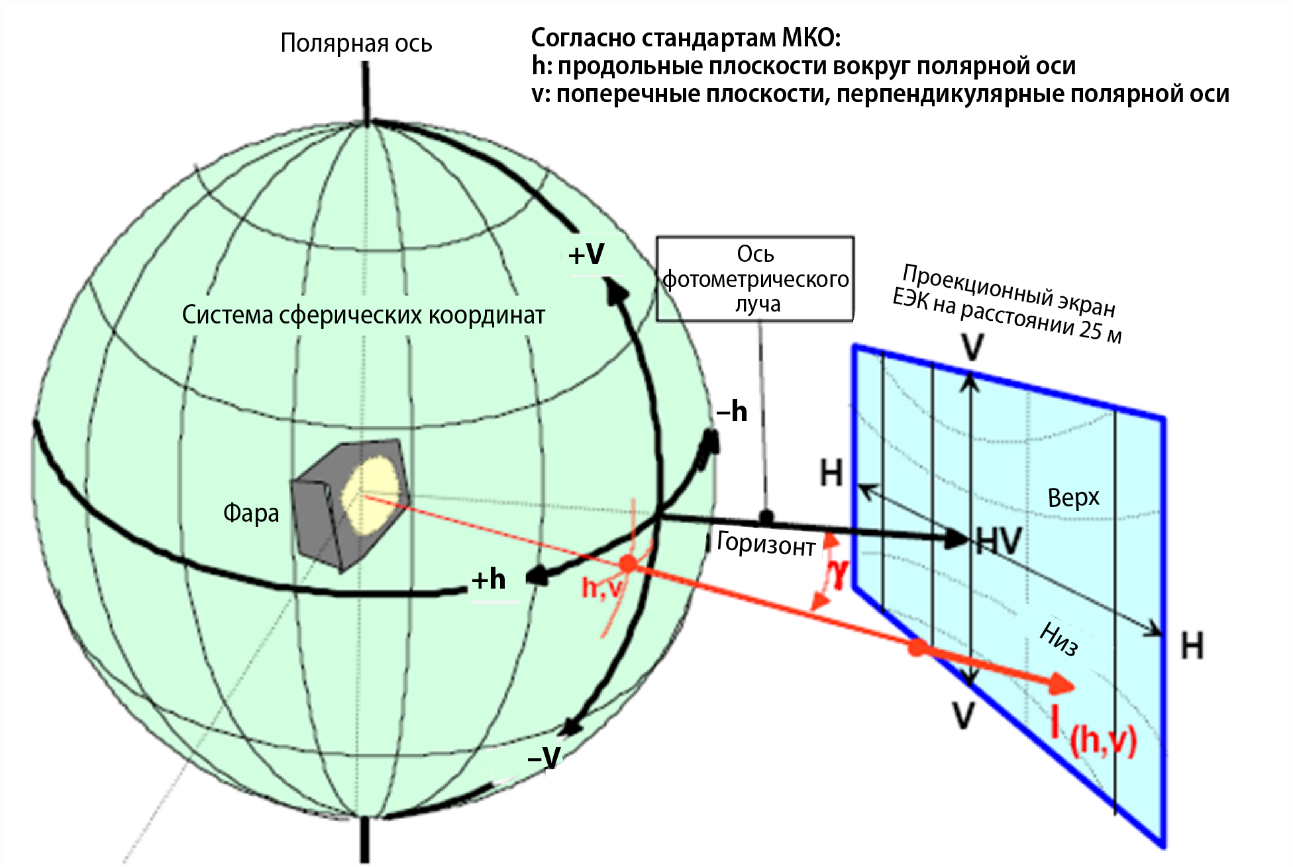 Полярная ось
Согласно стандартам МКО:
h: продольные плоскости вокруг полярной оси
v: поперечные плоскости, перпендикулярные полярной оси
+V
Ось
фотометрического
луча
Проекционный экран
ЕЭК на расстоянии 25 м
Система сферических координат
V
–h
H
Верх
Фара
Горизонт
HV
+h
h,v
γ
Низ
H
V
I (h,v)
–V